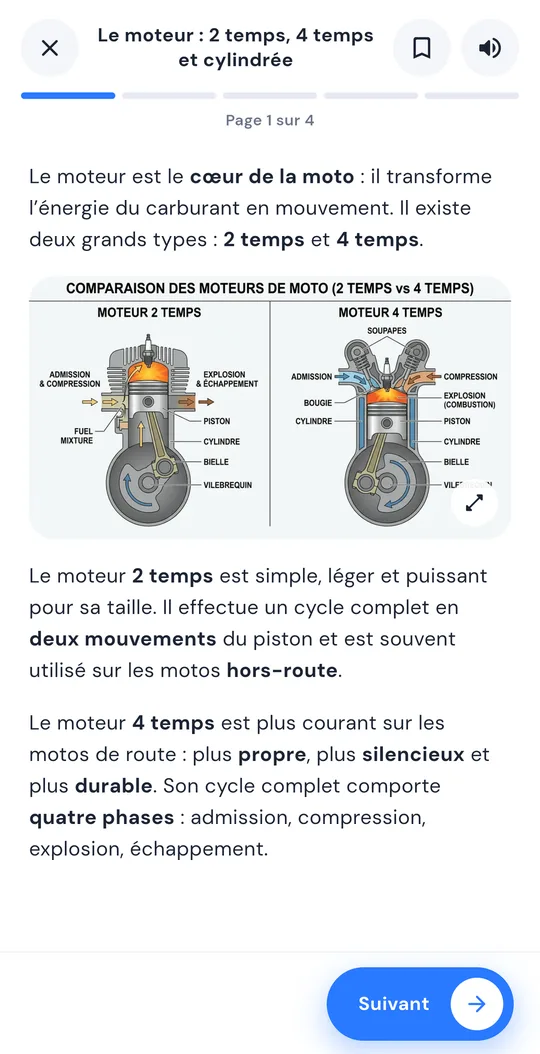 Le moteur : 2 temps, 4 temps
et cylindrée
Page 1 sur 4
Le moteur est le cœur de la moto : il transforme
l’énergie du carburant en mouvement. Il existe
deux grands types : 2 temps et 4 temps.
COMPARAISON DES MOTEURS DE MOTO (2 TEMPS vs 4 TEMPS)
MOTEUR 2 TEMPS
ADMISSION
& COMPRESSION
EXPLOSION
& ÉCHAPPEMENT
FUEL
MIXTURE
PISTON
CYLINDRE
BIELLE
VILEBREQUIN
MOTEUR 4 TEMPS
SOUPAPES
ADMISSION
COMPRESSION
BOUGIE
EXPLOSION
(COMBUSTION)
CYLINDRE
PISTON
CYLINDRE
BIELLE
Le moteur 2 temps est simple, léger et puissant
pour sa taille. Il effectue un cycle complet en
deux mouvements du piston et est souvent
utilisé sur les motos hors-route.
Le moteur 4 temps est plus courant sur les
motos de route : plus propre, plus silencieux et
plus durable. Son cycle complet comporte
quatre phases : admission, compression,
explosion, échappement.
Suivant